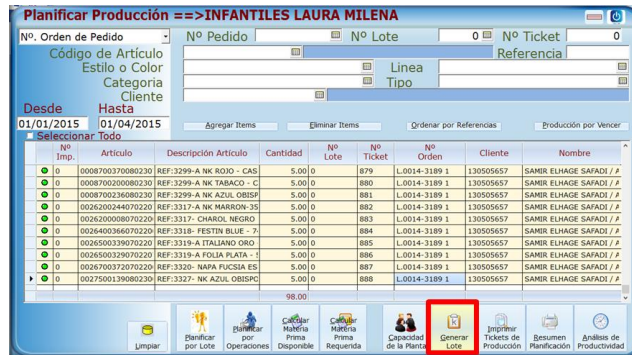 Planificar Producción ==>INFANTILES LAURA MILENA
Nº. Orden de Pedido Nº Pedido Nº Lote 0 Nº Ticket 0
Código de Artículo Referencia
Estilo o Color Linea
Categoria Tipo
Cliente
Desde Hasta
01/01/2015 01/04/2015 Agregar Items Eliminar Items Ordenar por Referencias Producción por Vencer
Seleccionar Todo
Nº Imp. Artículo Descripción Artículo Cantidad Nº Lote Nº Ticket Nº Orden Cliente Nombre
0 0008700370080230 REF:3299-A NK ROJO - CAS 5.00 0 879 L.0014-3189 1 130505657 SAMIR ELHAGE SAFADI / A
0 0008700200080230 REF:3299-A NK TABACO - C 5.00 0 880 L.0014-3189 1 130505657 SAMIR ELHAGE SAFADI / A
0 0008700236080230 REF:3299-A NK AZUL OBISP 5.00 0 881 L.0014-3189 1 130505657 SAMIR ELHAGE SAFADI / A
0 0026200244070220 REF:3317-A NK MARRON-35 5.00 0 882 L.0014-3189 1 130505657 SAMIR ELHAGE SAFADI / A
0 0026200008070220 REF:3317- CHAROL NEGRO 5.00 0 883 L.0014-3189 1 130505657 SAMIR ELHAGE SAFADI / A
0 0026400366070220 REF:3318- FESTIN BLUE - 7 5.00 0 884 L.0014-3189 1 130505657 SAMIR ELHAGE SAFADI / A
0 0026500339070220 REF:3319-A ITALIANO ORO 5.00 0 885 L.0014-3189 1 130505657 SAMIR ELHAGE SAFADI / A
0 0026500329070220 REF:3319-A FOLIA PLATA - 5.00 0 886 L.0014-3189 1 130505657 SAMIR ELHAGE SAFADI / A
0 0026700372070220 REF:3320- NAPA FUCSIA ES 5.00 0 887 L.0014-3189 1 130505657 SAMIR ELHAGE SAFADI / A
0 0027500139080230 REF:3327- NK AZUL OBISPO 5.00 0 888 L.0014-3189 1 130505657 SAMIR ELHAGE SAFADI / A
98.00
Limpiar Planificar por Lote Planificar por Operaciones Calcular Materia Prima Disponible Calcular Materia Prima Requerida Capacidad de la Planta Generar Lote Imprimir Tickets de Producción Resumen Planificación Análisis de Productividad